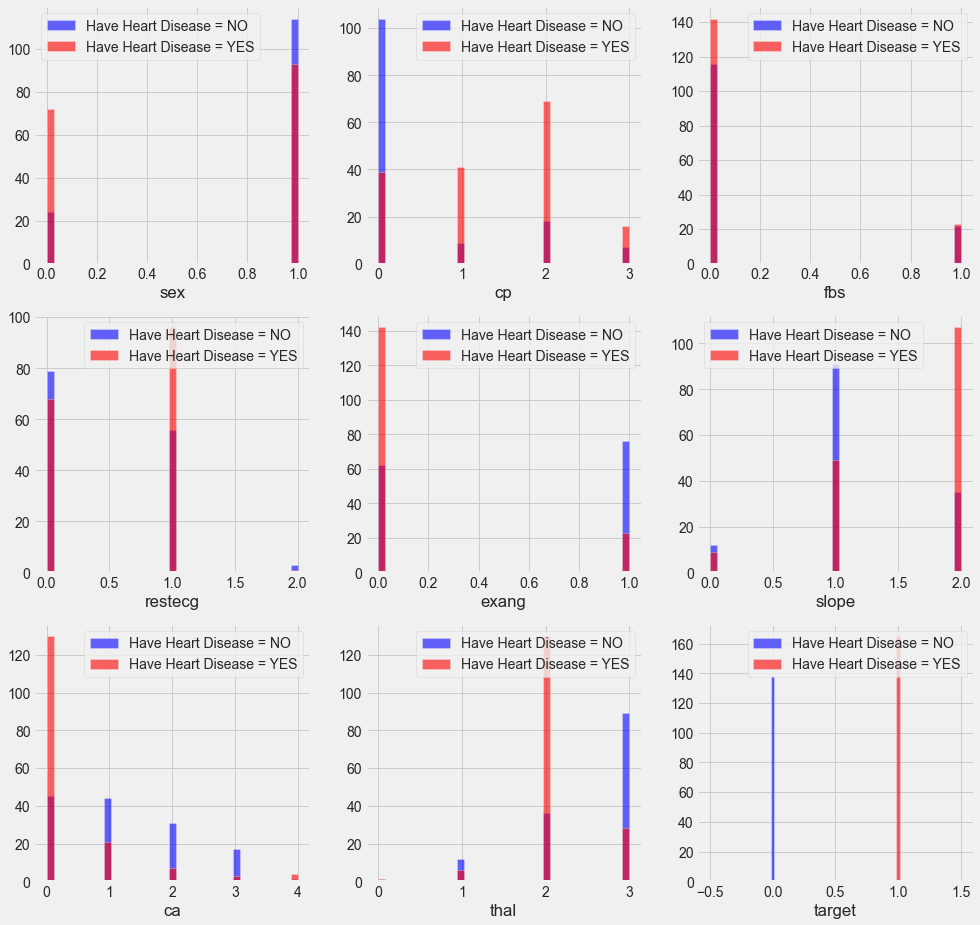 Have Heart Disease = NO
Have Heart Disease = YES
100
80
60
40
20
0
0.0 0.2 0.4 0.6 0.8 1.0
sex
Have Heart Disease = NO
Have Heart Disease = YES
100
80
60
40
20
0
0 1 2 3
cp
Have Heart Disease = NO
Have Heart Disease = YES
140
120
100
80
60
40
20
0
0.0 0.2 0.4 0.6 0.8 1.0
fbs
Have Heart Disease = NO
Have Heart Disease = YES
100
80
60
40
20
0
0.0 0.5 1.0 1.5 2.0
restecg
Have Heart Disease = NO
Have Heart Disease = YES
140
120
100
80
60
40
20
0
0.0 0.2 0.4 0.6 0.8 1.0
exang
Have Heart Disease = NO
Have Heart Disease = YES
100
80
60
40
20
0
0.0 0.5 1.0 1.5 2.0
slope
Have Heart Disease = NO
Have Heart Disease = YES
120
100
80
60
40
20
0
0 1 2 3 4
ca
Have Heart Disease = NO
Have Heart Disease = YES
120
100
80
60
40
20
0
0 1 2 3
thal
Have Heart Disease = NO
Have Heart Disease = YES
160
140
120
100
80
60
40
20
0
−0.5 0.0 0.5 1.0 1.5
target